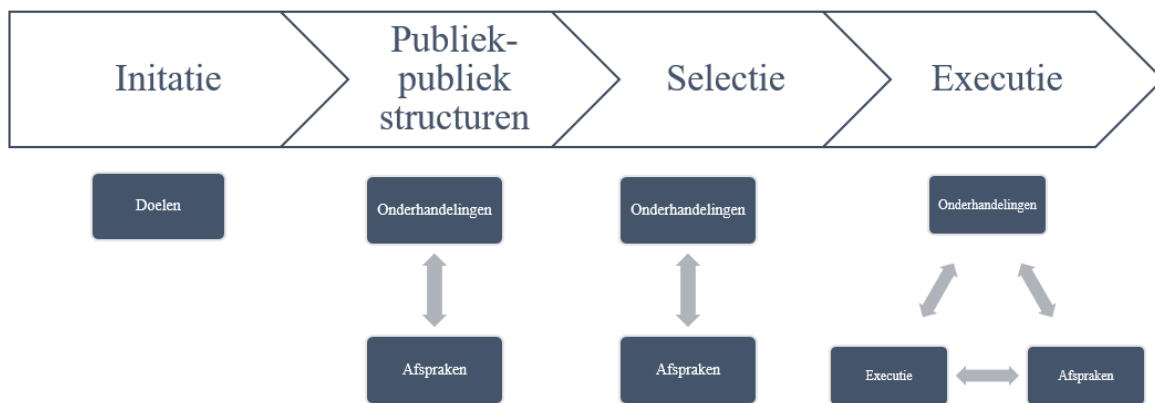 Initatie
Publiek-
publiek
structuren
Selectie
Executie
Doelen
Onderhandelingen
Onderhandelingen
Onderhandelingen
Afspraken
Afspraken
Executie
Afspraken